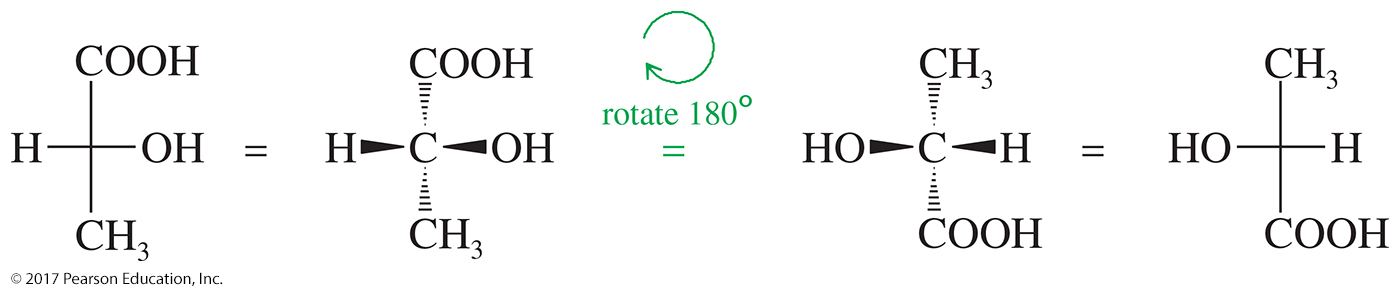 COOH
H OH
CH₃
=
COOH
H C OH
CH₃
rotate 180°
=
CH₃
HO C H
COOH
=
CH₃
HO H
COOH
© 2017 Pearson Education, Inc.